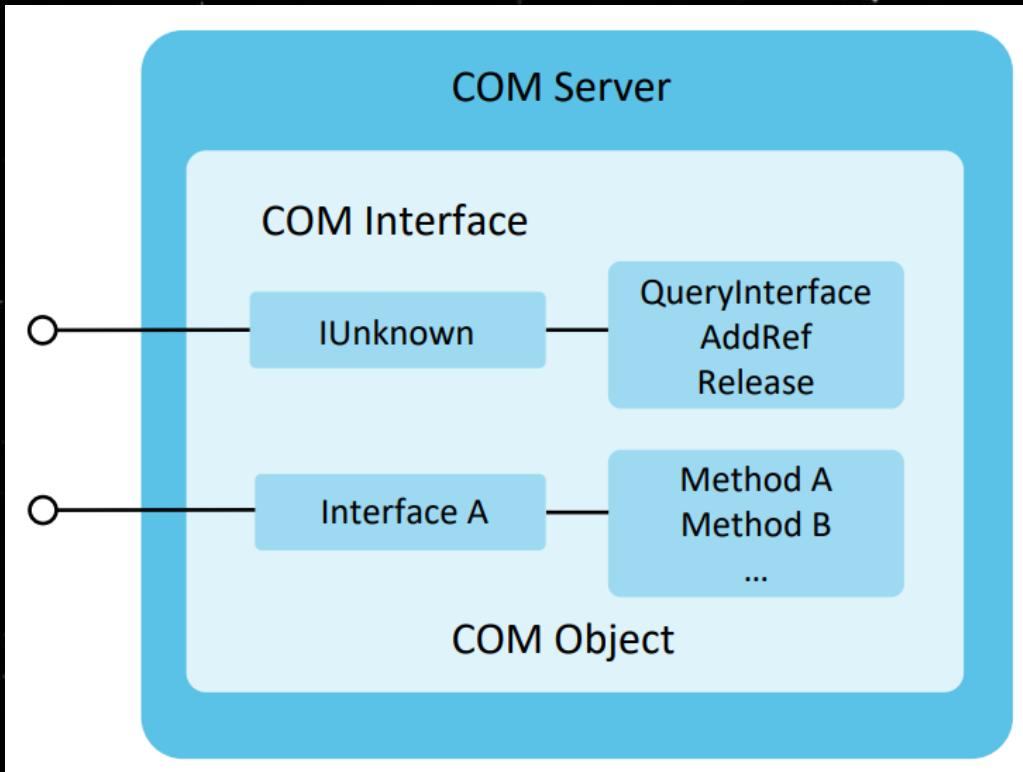 COM Server
COM Interface
IUnknown
QueryInterface
AddRef
Release
Interface A
Method A
Method B
...
COM Object